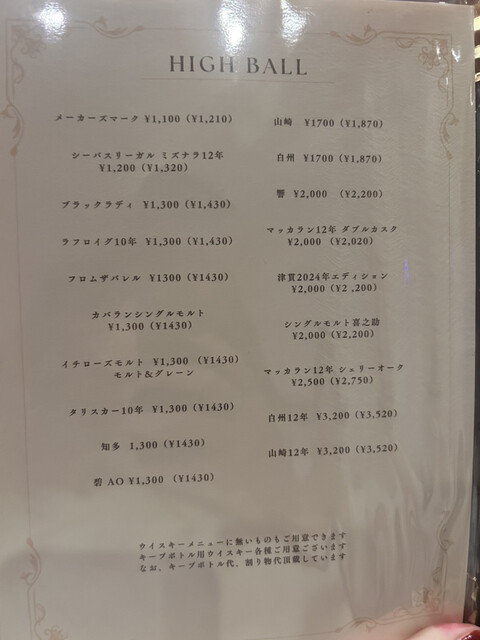 HIGH BALL
メーカーズマーク ¥1,100 (¥1,210)
シーバスリーガル ミズナラ12年
¥1,200 (¥1,320)
ブラックラディ ¥1,300 (¥1,430)
ラフロイグ10年 ¥1,300 (¥1,430)
フロムザバレル ¥1300 (¥1430)
カバランシングルモルト
¥1,300 (¥1430)
イチローズモルト ¥1,300 (¥1430)
モルト&グレーン
タリスカー10年 ¥1,300 (¥1430)
知多 1,300 (¥1430)
碧 AO ¥1,300 (¥1430)
山崎 ¥1700 (¥1,870)
白州 ¥1700 (¥1,870)
響 ¥2,000 (¥2,200)
マッカラン12年 ダブルカスク
¥2,000 (¥2,020)
津貫2024年エディション
¥2,000 (¥2 ,200)
シングルモルト喜之助
¥2,000 (¥2,200)
マッカラン12年 シェリーオーク
¥2,500 (¥2,750)
白州12年 ¥3,200 (¥3,520)
山崎12年 ¥3,200 (¥3,520)
ウイスキーメニューに無いものもご用意できます
キープボトル用ウイスキー各種ご用意ございます
なお、キープボトル代、割り物代頂戴しています